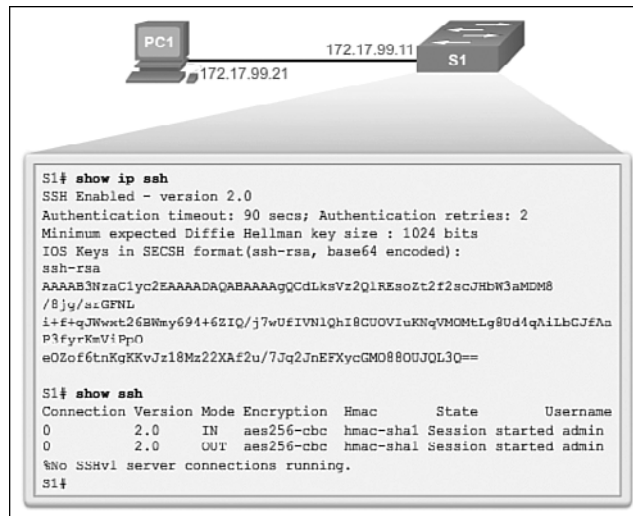 PC1
172.17.99.21
172.17.99.11
S1
S1# show ip ssh
SSH Enabled - version 2.0
Authentication timeout: 90 secs; Authentication retries: 2
Minimum expected Diffie Hellman key size : 1024 bits
IOS Keys in SECSH format(ssh-rsa, base64 encoded):
ssh-rsa
S1# show ssh
Connection Version Mode Encryption Hmac State Username
0 2.0 IN aes256-cbc hmac-sha1 Session started admin
0 2.0 OUT aes256-cbc hmac-sha1 Session started admin
%No SSHv1 server connections running.
S1#